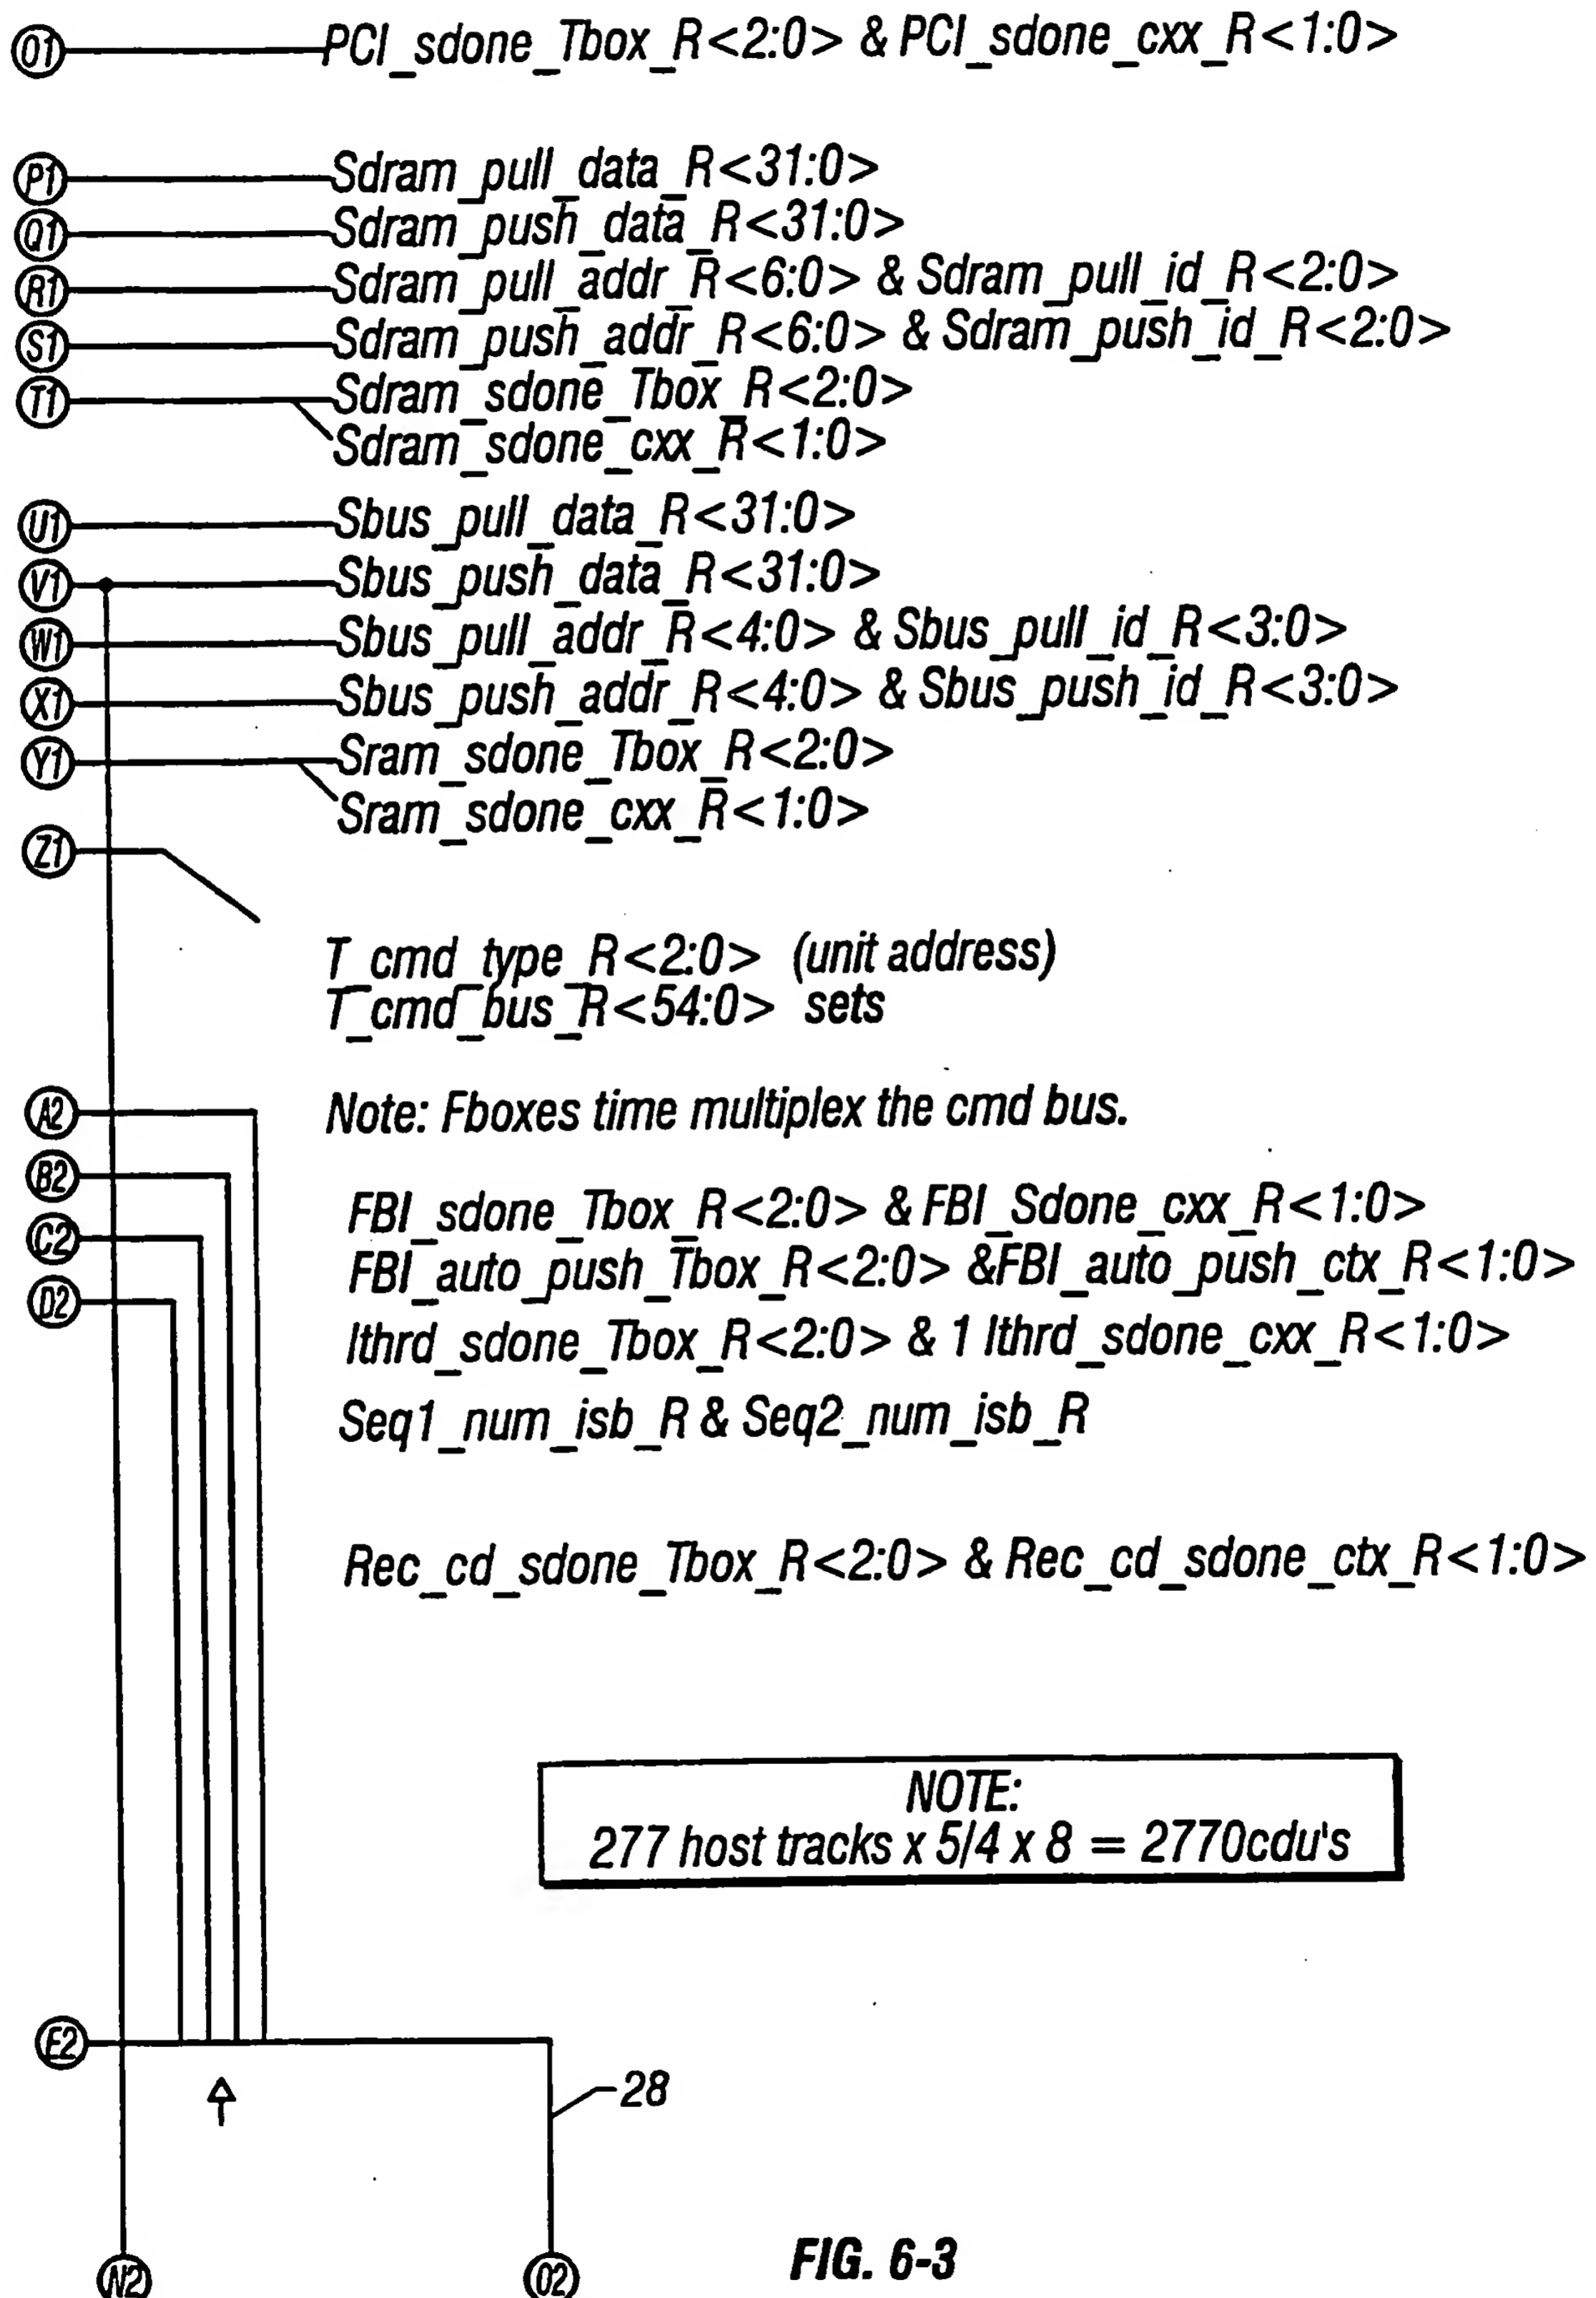 O1 PCI_sdone_Tbox_R<2:0> & PCI_sdone_cxx_R<1:0>
P1 Sdram_pull_data_R<31:0>
Q1 Sdram_push_data_R<31:0>
R1 Sdram_pull_addr_R<6:0> & Sdram_pull_id_R<2:0>
S1 Sdram_push_addr_R<6:0> & Sdram_push_id_R<2:0>
T1 Sdram_sdone_Tbox_R<2:0>
Sdram_sdone_cxx_R<1:0>
U1 Sbus_pull_data_R<31:0>
V1 Sbus_push_data_R<31:0>
W1 Sbus_pull_addr_R<4:0> & Sbus_pull_id_R<3:0>
X1 Sbus_push_addr_R<4:0> & Sbus_push_id_R<3:0>
Y1 Sram_sdone_Tbox_R<2:0>
Sram_sdone_cxx_R<1:0>
Z1
T_cmd_type_R<2:0> (unit address)
T_cmd_bus_R<54:0> sets
A2 Note: Fboxes time multiplex the cmd bus.
B2
FBI_sdone_Tbox_R<2:0> & FBI_Sdone_cxx_R<1:0>
C2
FBI_auto_push_Tbox_R<2:0> &FBI_auto_push_ctx_R<1:0>
D2
Ithrd_sdone_Tbox_R<2:0> & 1 Ithrd_sdone_cxx_R<1:0>
Seq1_num_isb_R & Seq2_num_isb_R
Rec_cd_sdone_Tbox_R<2:0> & Rec_cd_sdone_ctx_R<1:0>
NOTE:
277 host tracks x 5/4 x 8 = 2770cdu's
E2
28
N2
O2
FIG. 6-3